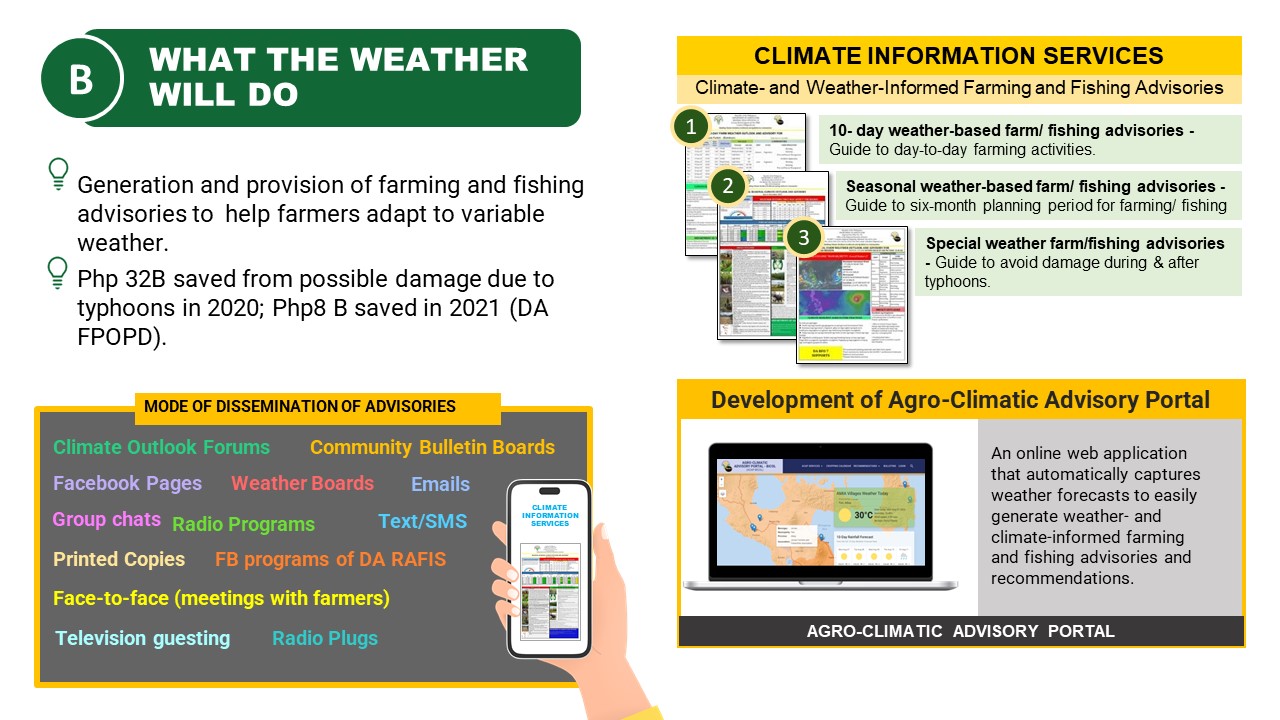 B
WHAT THE WEATHER
WILL DO
Generation and provision of farming and fishing
advisories to help farmers adapt to variable
weather.
Php 32B saved from possible damage due to
typhoons in 2020; Php8 B saved in 2021 (DA
FPOPD).
MODE OF DISSEMINATION OF ADVISORIES
Climate Outlook Forums Community Bulletin Boards
Facebook Pages Weather Boards Emails
Group chats Radio Programs Text/SMS
Printed Copies FB programs of DA RAFIS
Face-to-face (meetings with farmers)
Television guesting Radio Plugs
CLIMATE
INFORMATION
SERVICES
CLIMATE INFORMATION SERVICES
Climate- and Weather-Informed Farming and Fishing Advisories
1
10- day weather-based farm/ fishing advisories -
Guide to day-to-day farming activities.
2
Seasonal weather-based farm/ fishing advisories -
Guide to six-month planning period for farming/ fishing
3
Special weather farm/fishing advisories
- Guide to avoid damage during & after
typhoons.
Development of Agro-Climatic Advisory Portal
AGRO-CLIMATIC
ADVISORY PORTAL - BICOL
AMIA Villages Weather Today
30°C
10 Day Rainfall Forecast
An online web application
that automatically captures
weather forecasts to easily
generate weather- and
climate-informed farming
and fishing advisories and
recommendations.
AGRO-CLIMATIC ADVISORY PORTAL